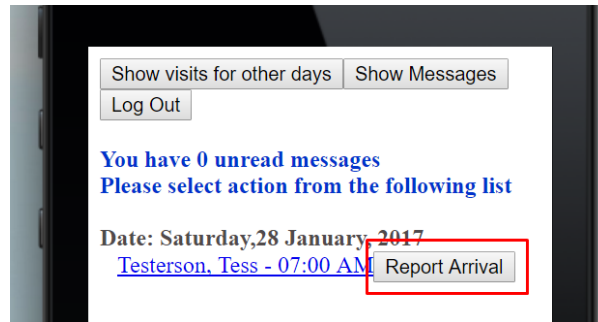 Show visits for other days Show Messages
Log Out
You have 0 unread messages
Please select action from the following list
Date: Saturday,28 January, 2017
Testerson, Tess - 07:00 AM Report Arrival